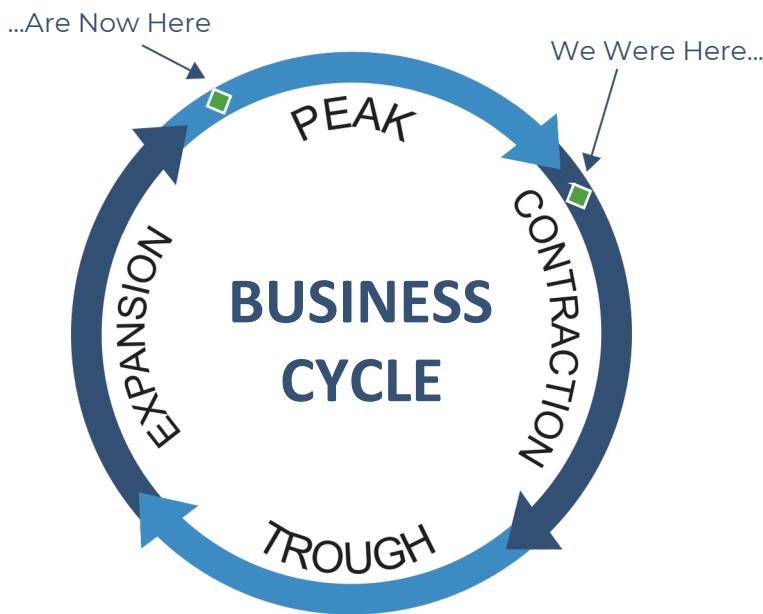 ...Are Now Here
We Were Here...
PEAK
CONTRACTION
EXPANSION
BUSINESS
CYCLE
TROUGH